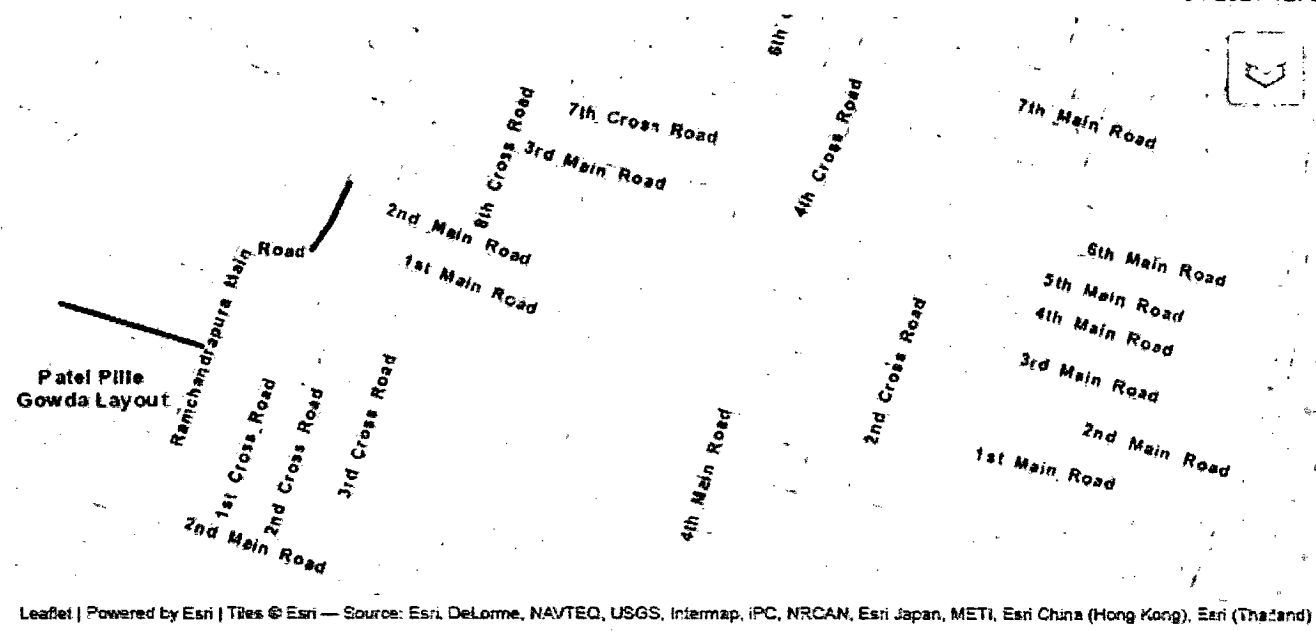 6th
7th Cross Road
3rd Main Road
8th Cross Road
4th Cross Road
7th Main Road
2nd Main Road
1st Main Road
Ramchandrapura Main Road
6th Main Road
5th Main Road
4th Main Road
3rd Main Road
2nd Main Road
1st Main Road
2nd Cross Road
Patel Pille
Gowda Layout
1st Cross Road
2nd Cross Road
3rd Cross Road
4th Main Road
2nd Main Road
Leaflet | Powered by Esri | Tiles © Esri — Source: Esri, DeLorme, NAVTEQ, USGS, Intermap, iPC, NRCAN, Esri Japan, METI, Esri China (Hong Kong), Esri (Thailand)